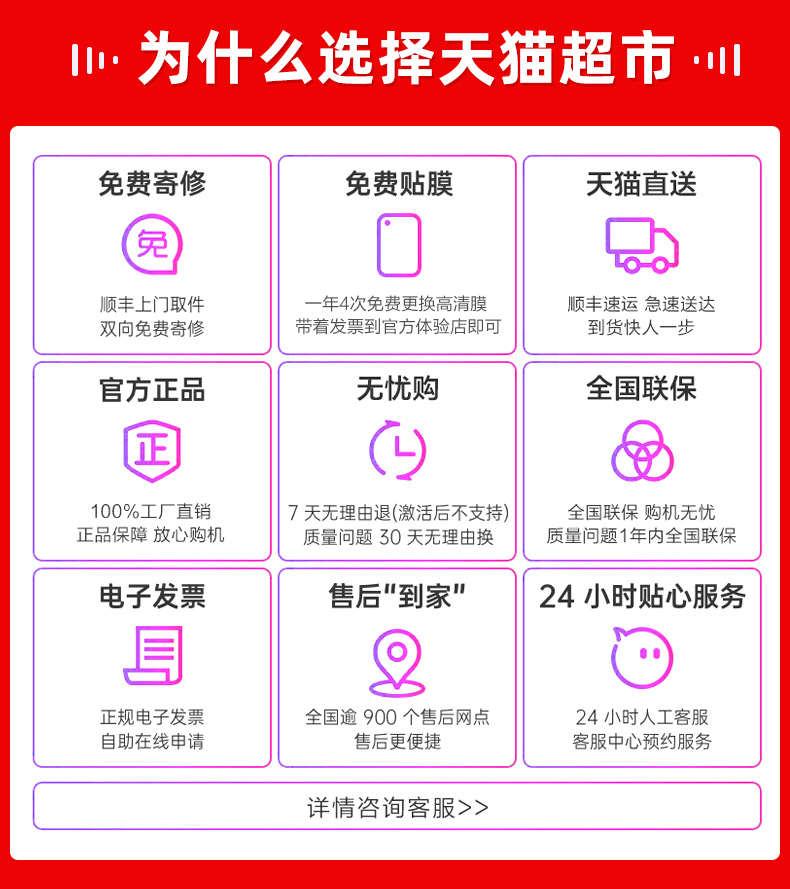 为什么选择天猫超市
免费寄修
免
顺丰上门取件
双向免费寄修
免费贴膜
一年4次免费更换高清膜
带着发票到官方体验店即可
天猫直送
顺丰速运 急速送达
到货快人一步
官方正品
正
100%工厂直销
正品保障 放心购机
无忧购
7 天无理由退(激活后不支持)
质量问题 30 天无理由换
全国联保
全国联保 购机无忧
质量问题1年内全国联保
电子发票
正规电子发票
自助在线申请
售后"到家"
全国逾 900 个售后网点
售后更便捷
24 小时贴心服务
24 小时人工客服
客服中心预约服务
详情咨询客服>>